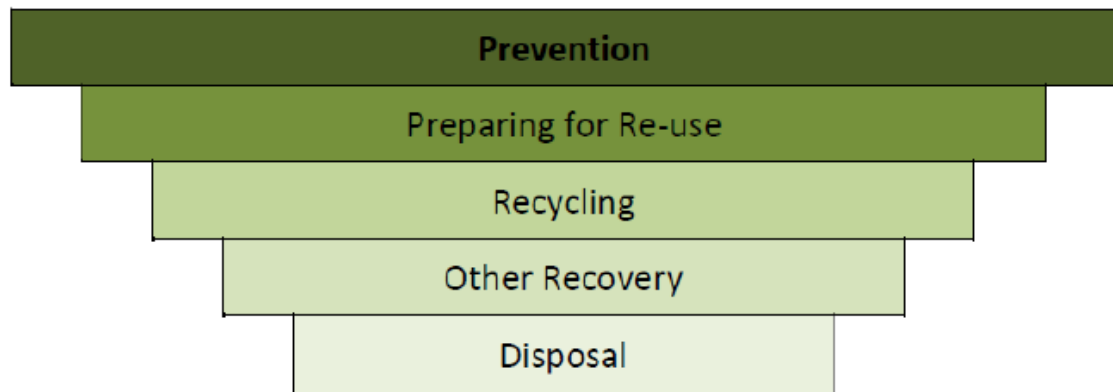 Prevention
Preparing for Re-use
Recycling
Other Recovery
Disposal